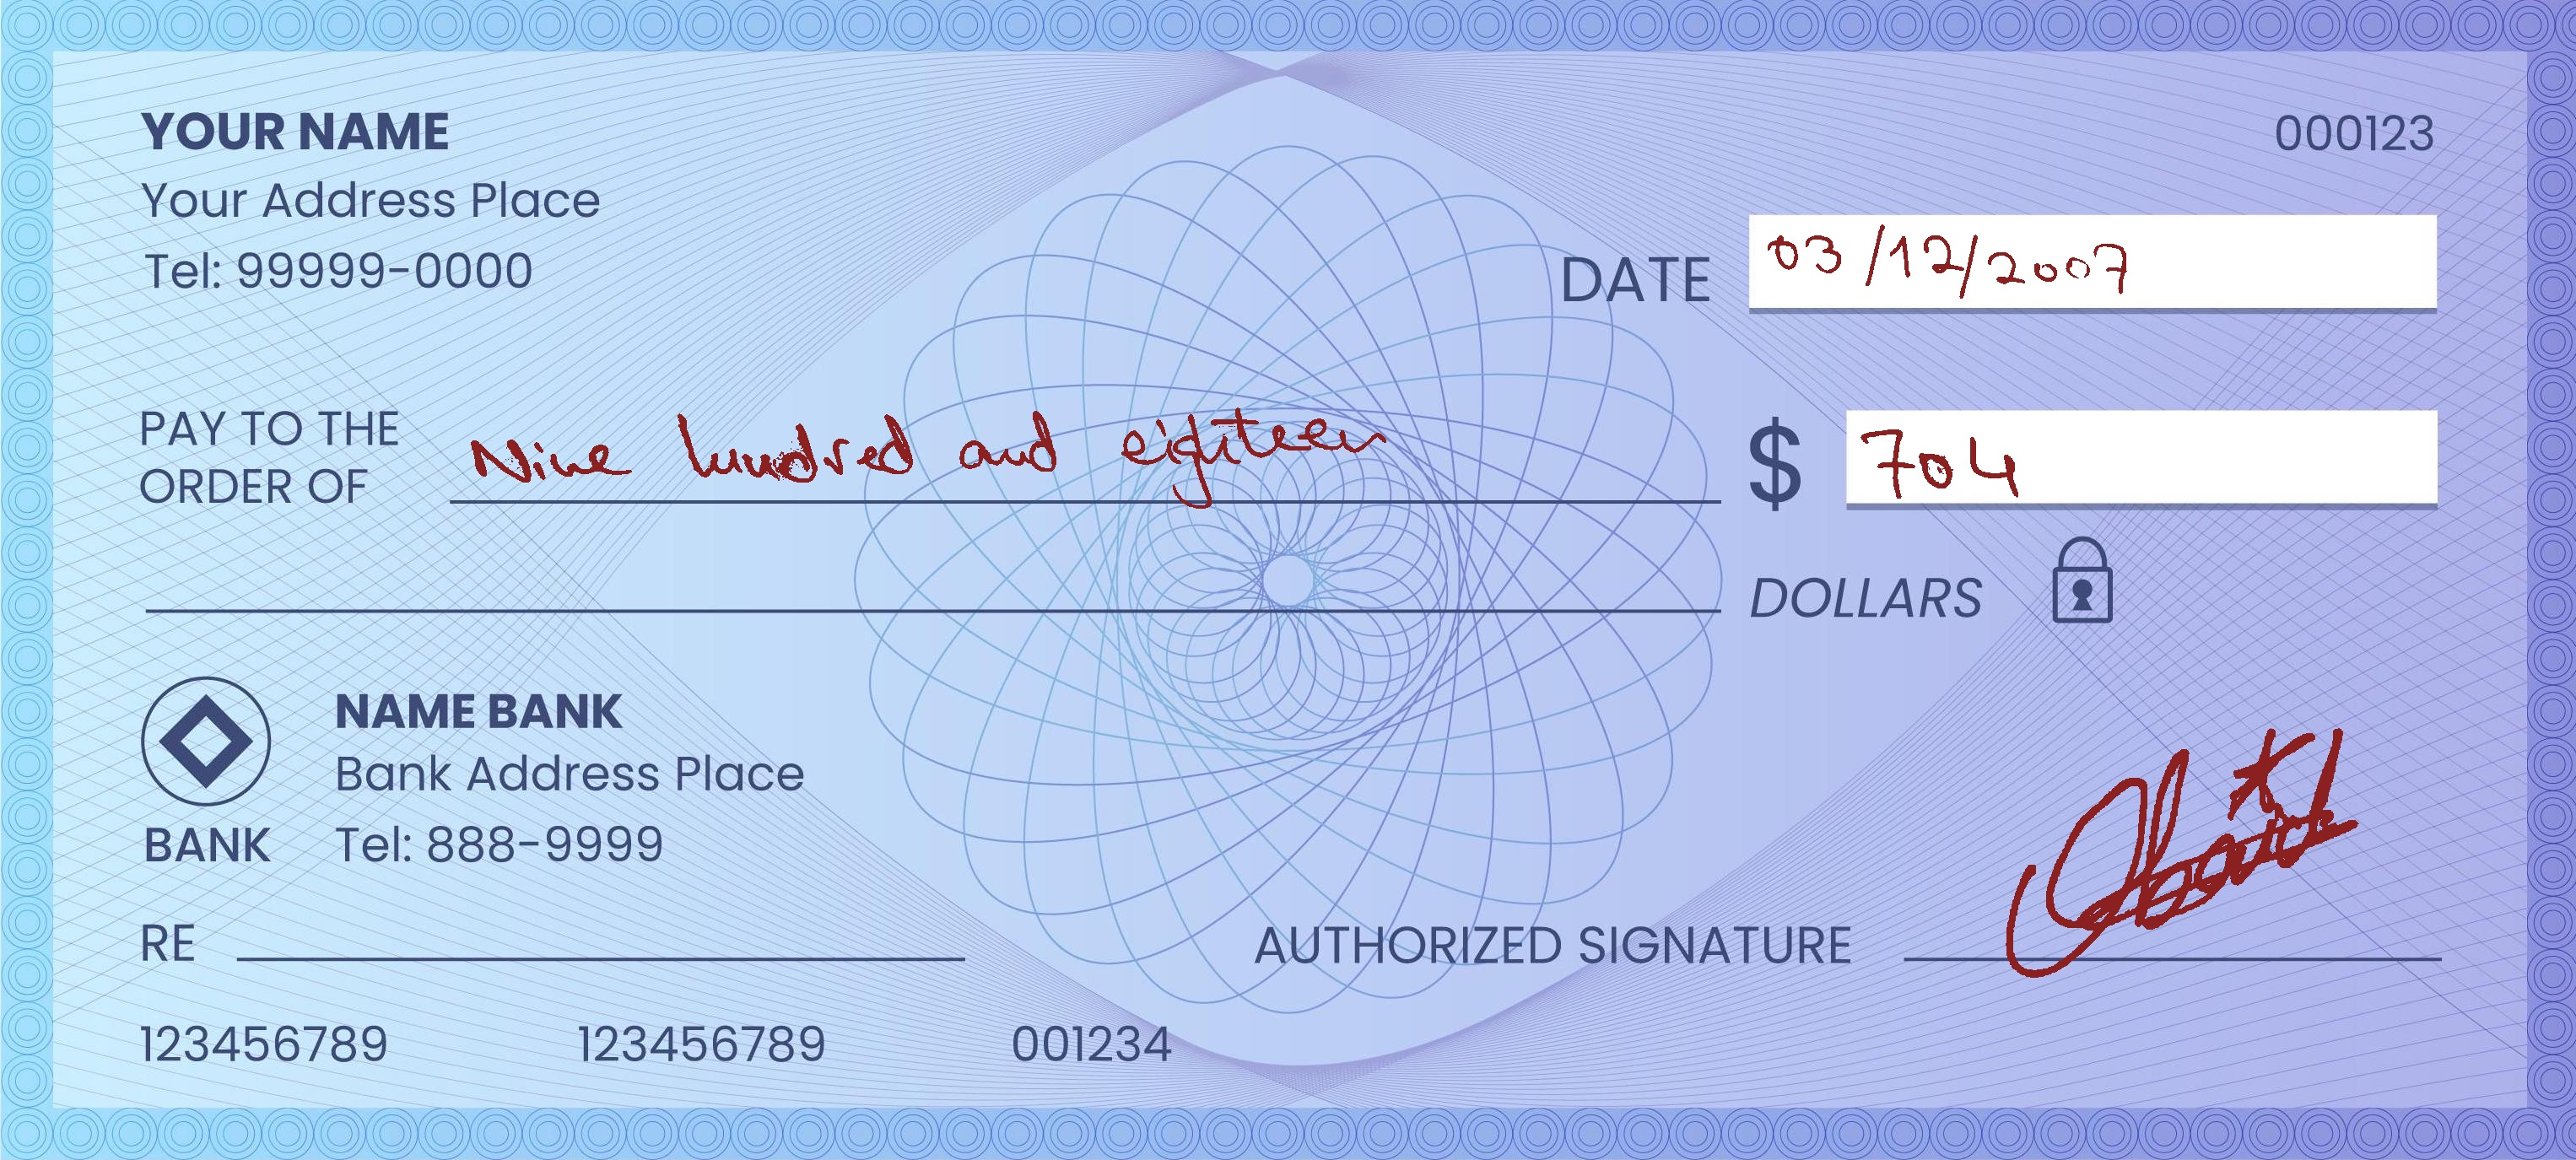 YOUR NAME
000123
Your Address Place
Tel: 99999-0000
DATE 03/12/2007
PAY TO THE
ORDER OF Nine hundred and eighteen $ 704
DOLLARS
NAME BANK
Bank Address Place
BANK Tel: 888-9999
RE AUTHORIZED SIGNATURE
123456789 123456789 001234